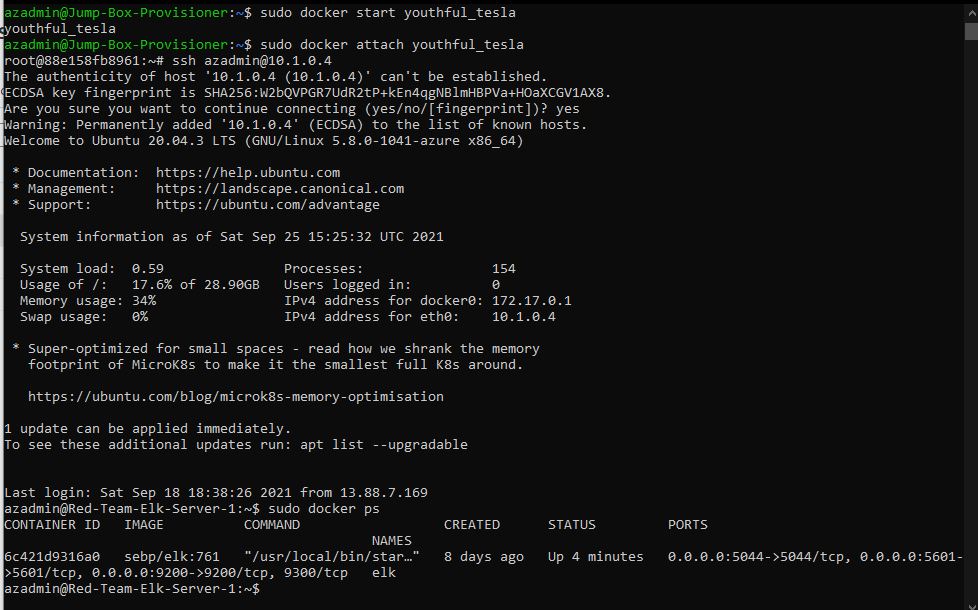 azadmin@Jump-Box-Provisioner:~$ sudo docker start youthful_tesla
youthful_tesla
azadmin@Jump-Box-Provisioner:~$ sudo docker attach youthful_tesla
root@88e158fb8961:~# ssh azadmin@10.1.0.4
The authenticity of host '10.1.0.4 (10.1.0.4)' can't be established.
ECDSA key fingerprint is SHA256:W2bQVPGR7UdR2tP+kEn4qgNBlmHBPVa+HOaXCGV1AX8.
Are you sure you want to continue connecting (yes/no/[fingerprint])? yes
Warning: Permanently added '10.1.0.4' (ECDSA) to the list of known hosts.
Welcome to Ubuntu 20.04.3 LTS (GNU/Linux 5.8.0-1041-azure x86_64)

 * Documentation:  https://help.ubuntu.com
 * Management:     https://landscape.canonical.com
 * Support:        https://ubuntu.com/advantage

  System information as of Sat Sep 25 15:25:32 UTC 2021

  System load:  0.59               Processes:                154
  Usage of /:   17.6% of 28.90GB   Users logged in:          0
  Memory usage: 34%                IPv4 address for docker0: 172.17.0.1
  Swap usage:   0%                 IPv4 address for eth0:    10.1.0.4

 * Super-optimized for small spaces - read how we shrank the memory
   footprint of MicroK8s to make it the smallest full K8s around.

   https://ubuntu.com/blog/microk8s-memory-optimisation

1 update can be applied immediately.
To see these additional updates run: apt list --upgradable


Last login: Sat Sep 18 18:38:26 2021 from 13.88.7.169
azadmin@Red-Team-Elk-Server-1:~$ sudo docker ps
CONTAINER ID   IMAGE          COMMAND                  CREATED      STATUS         PORTS
                                              NAMES
6c421d9316a0   sebp/elk:761   "/usr/local/bin/star…"   8 days ago   Up 4 minutes   0.0.0.0:5044->5044/tcp, 0.0.0.0:5601-
>5601/tcp, 0.0.0.0:9200->9200/tcp, 9300/tcp   elk
azadmin@Red-Team-Elk-Server-1:~$